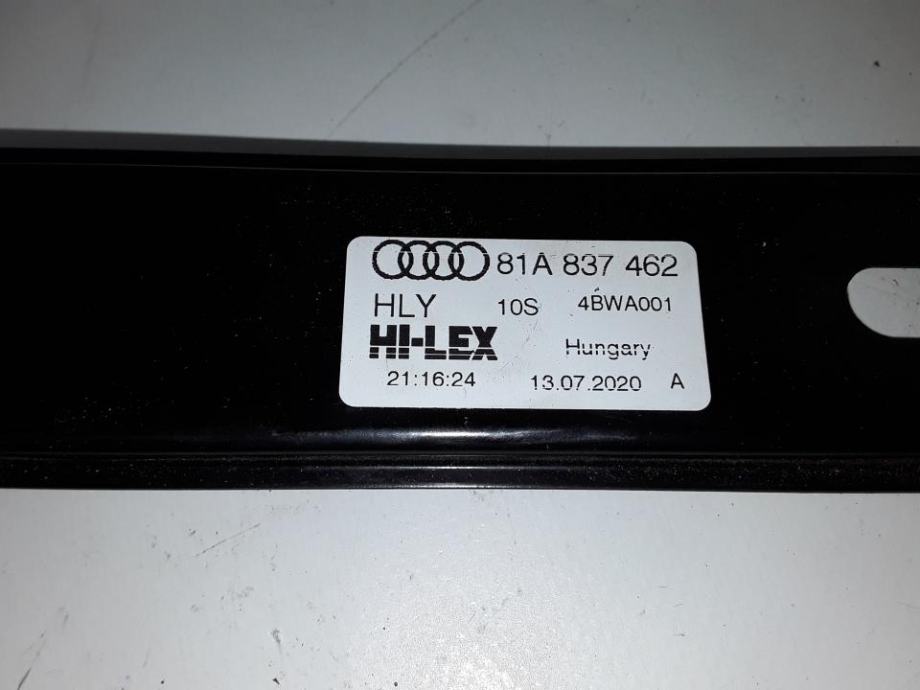 81A 837 462
HLY 10S 4BWA001
HI-LEX Hungary
21:16:24 13.07.2020 A